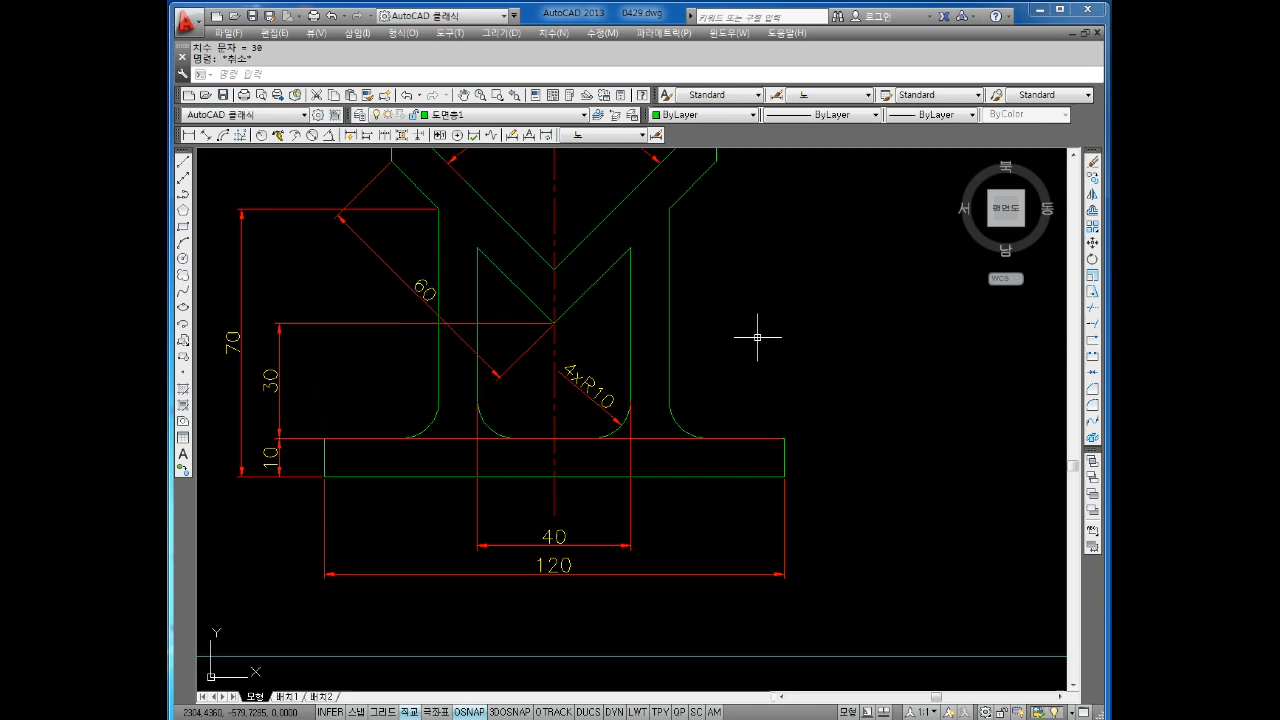 AutoCAD 클래식
AutoCAD 2013 0429.dwg
키워드 또는 구 입력
로그인
파일(F) 편집(E) 뷰(V) 삽입(I) 형식(O) 도구(T) 그리기(D) 치수(N) 수정(M) 파라메트릭(P) 윈도우(W) 도움말(H)
치수 문자 = 30
명령: *취소*
명령 입력
Standard Standard Standard
AutoCAD 클래식 도면층1 ByLayer ByLayer ByLayer ByColor
북
서 평면도 동
남
WCS
60
70
30
4xR10
10
40
120
Y
X
모형 배치1 배치2
2304.4360, -579.7285, 0.0000 INFER 스냅 그리드 직교 극좌표 OSNAP 3DOSNAP OTRACK DUCS DYN LWT TPY QP SC AM 모형 1:1